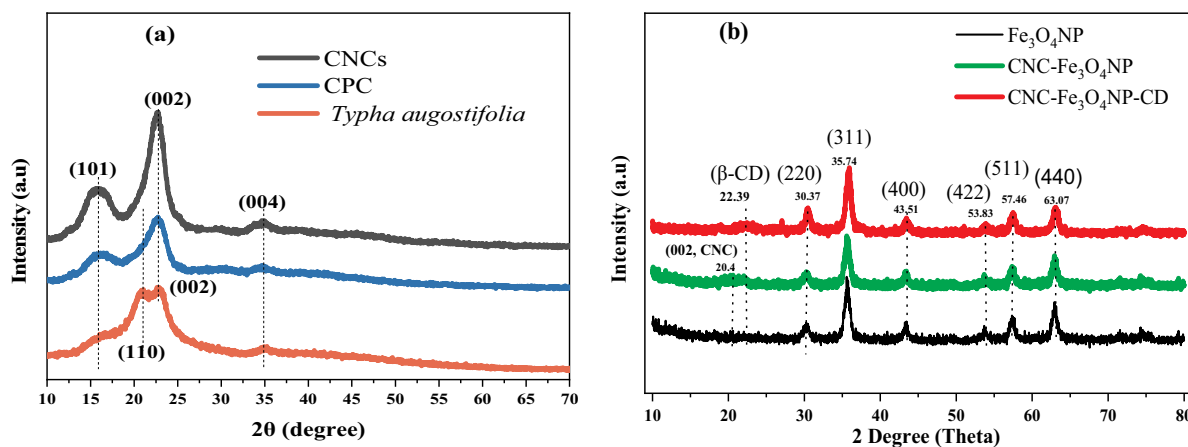 (a)
CNCs
CPC
Typha augostifolia
(002)
(101)
(004)
(002)
(110)
Intensity (a.u)
10 15 20 25 30 35 40 45 50 55 60 65 70
2θ (degree)
(b)
Fe₃O₄NP
CNC-Fe₃O₄NP
CNC-Fe₃O₄NP-CD
(311)
35.74
(β-CD) (220) (400) (422) (511) (440)
22.39 30.37 43.51 53.83 57.46 63.07
(002, CNC)
20.4
Intensity (a.u)
10 20 30 40 50 60 70 80
2 Degree (Theta)